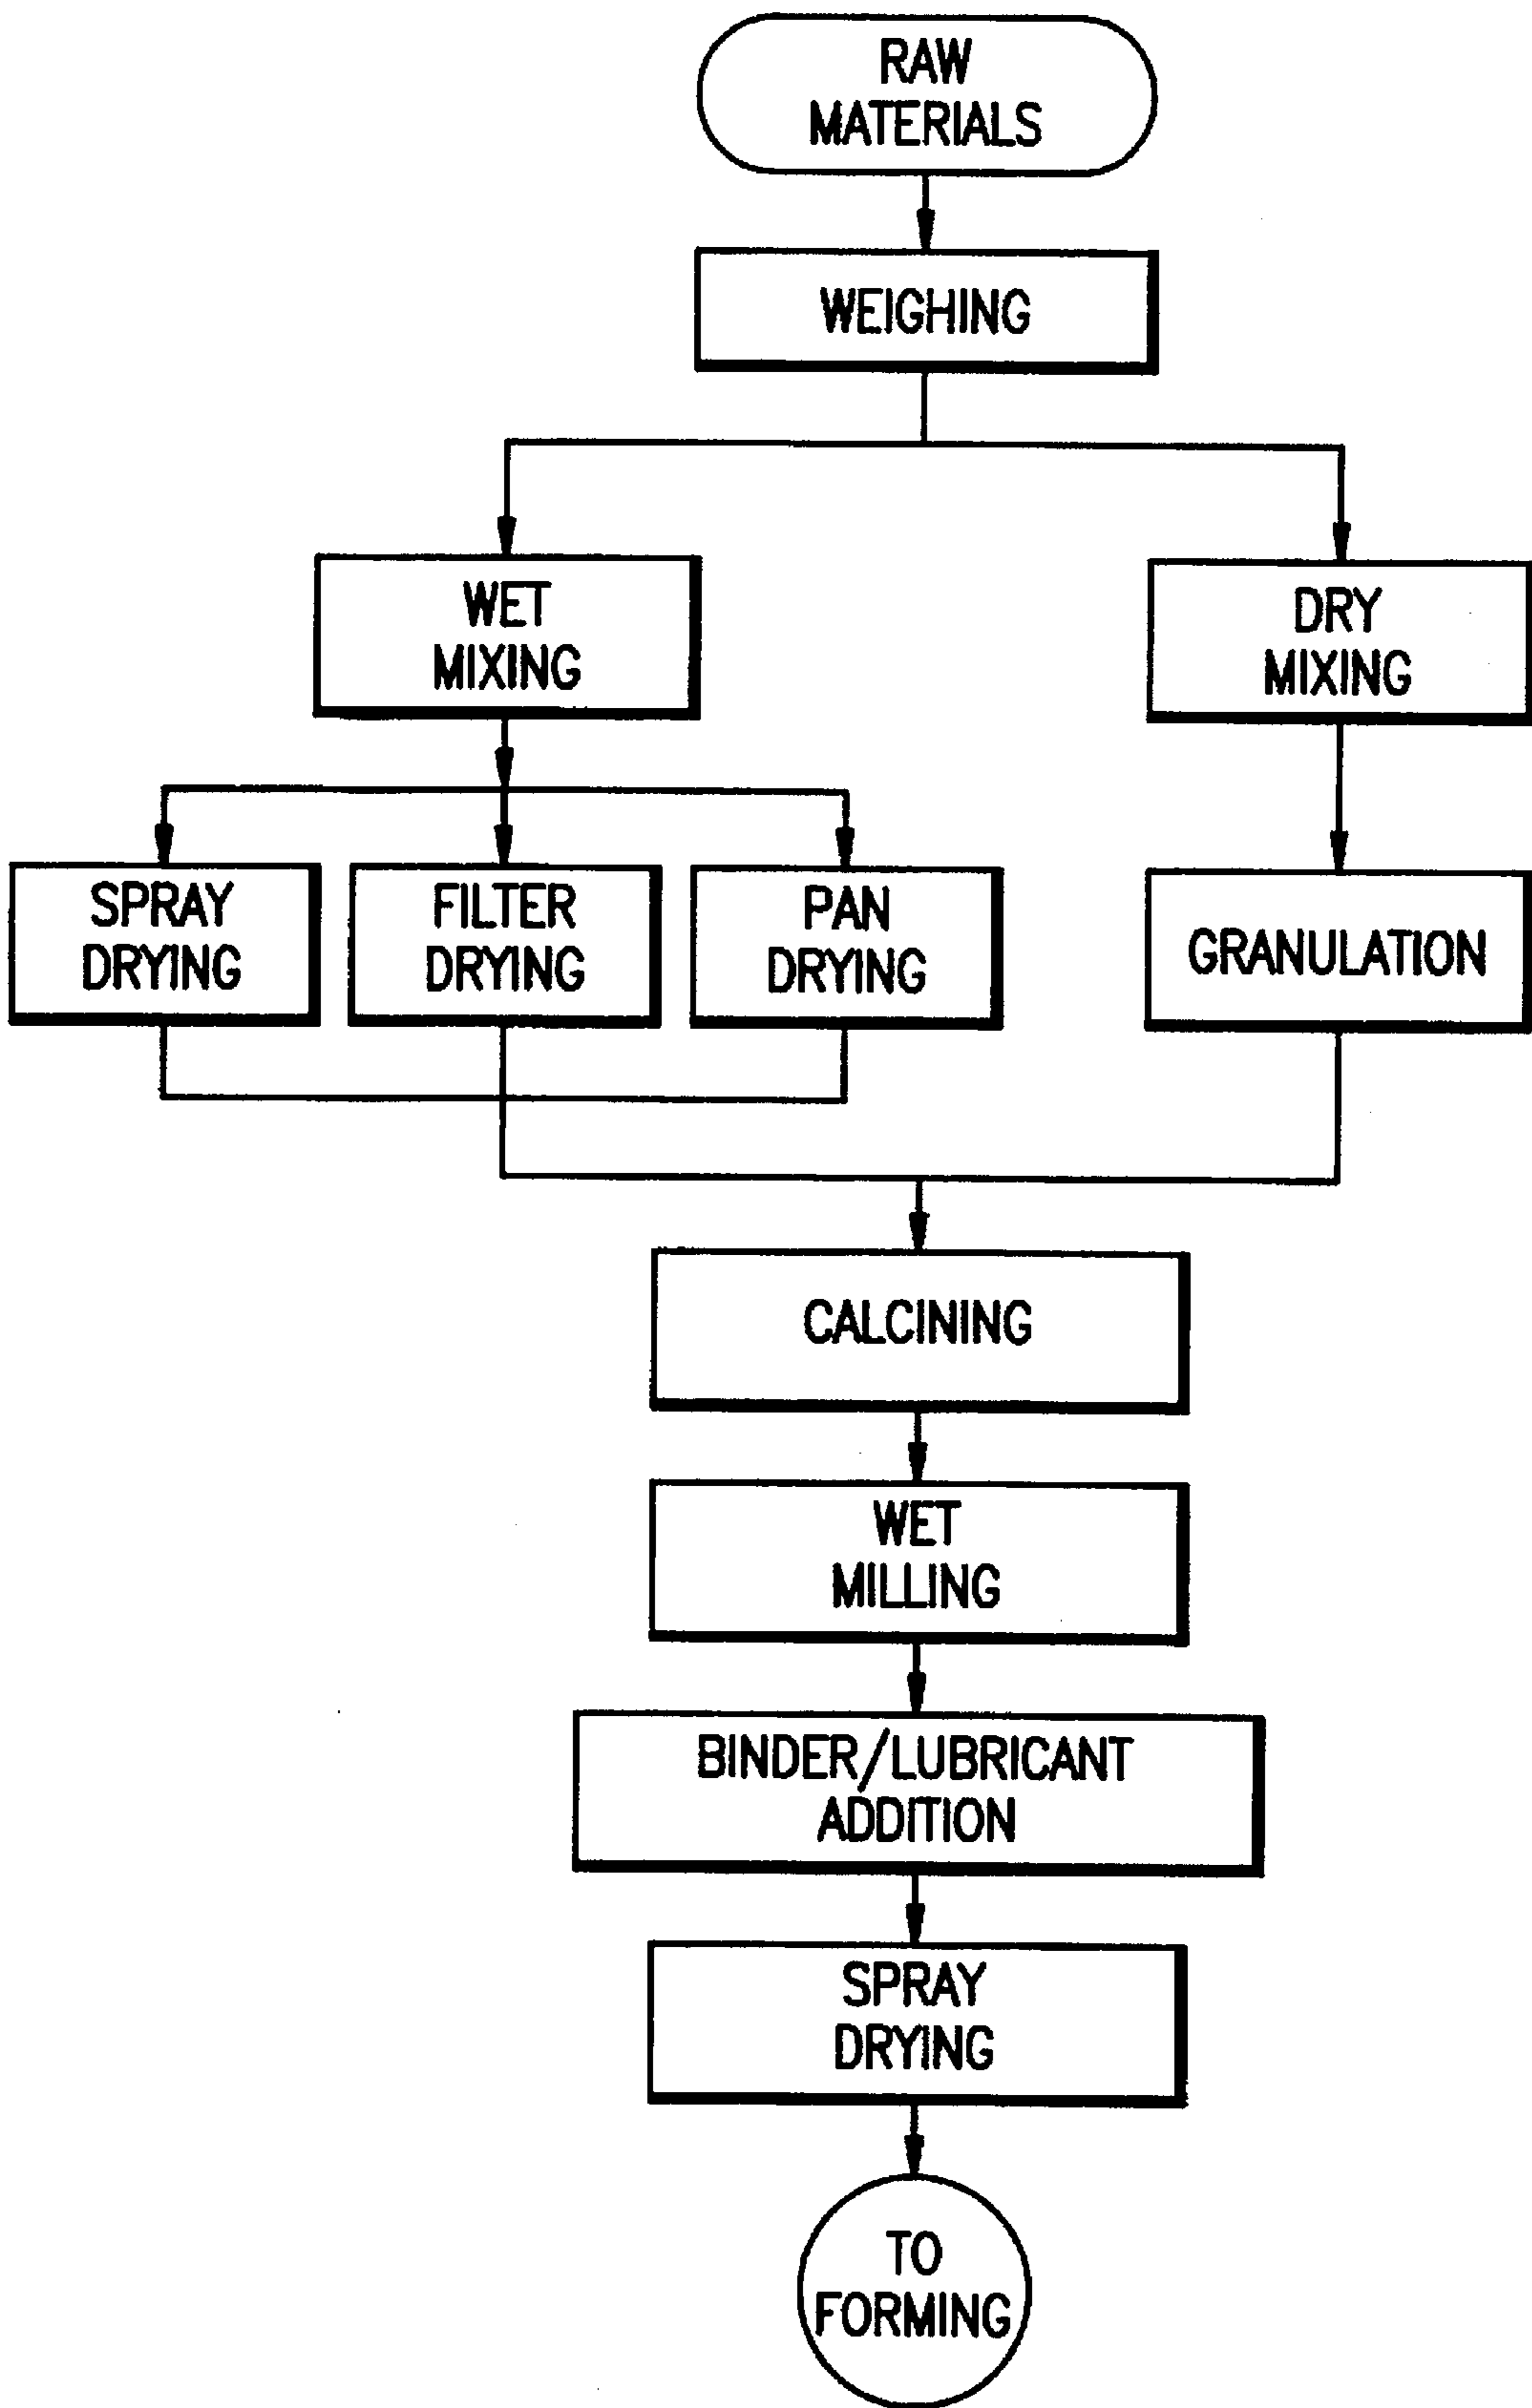 RAW
MATERIALS
WEIGHING
WET
MIXING
DRY
MIXING
SPRAY
DRYING
FILTER
DRYING
PAN
DRYING
GRANULATION
CALCINING
WET
MILLING
BINDER/LUBRICANT
ADDITION
SPRAY
DRYING
TO
FORMING